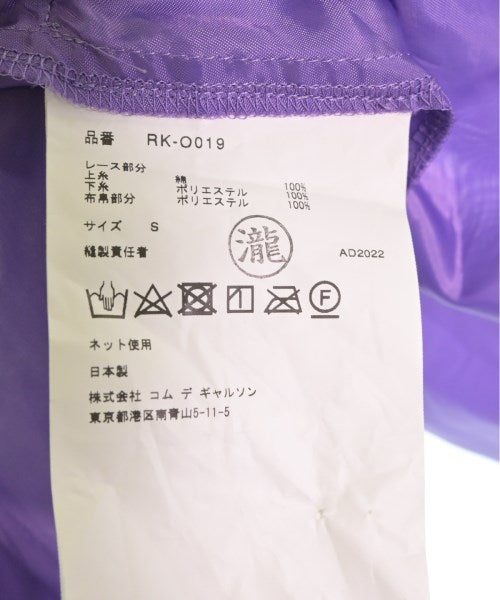 品番 RK-O019
レース部分
上糸 綿 100%
下糸 ポリエステル 100%
布帛部分 ポリエステル 100%
サイズ S
縫製責任者 瀧 AD2022
F
ネット使用
日本製
株式会社 コム デ ギャルソン
東京都港区南青山5-11-5